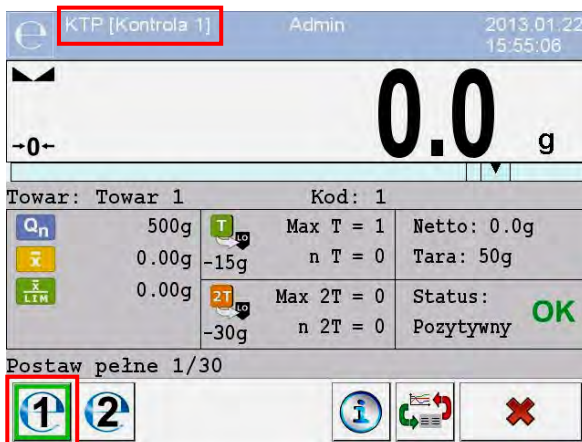 KTP [Kontrola 1] Admin 2013.01.22
15:55:06
0.0 g
→0←
Towar: Towar 1 Kod: 1
Qn 500g T LO -15g Max T = 1 Netto: 0.0g
x̄ 0.00g n T = 0 Tara: 50g
x̄ LIM 0.00g 2T LO -30g Max 2T = 0 Status: OK
n 2T = 0 Pozytywny
Postaw pełne 1/30
1 2 i